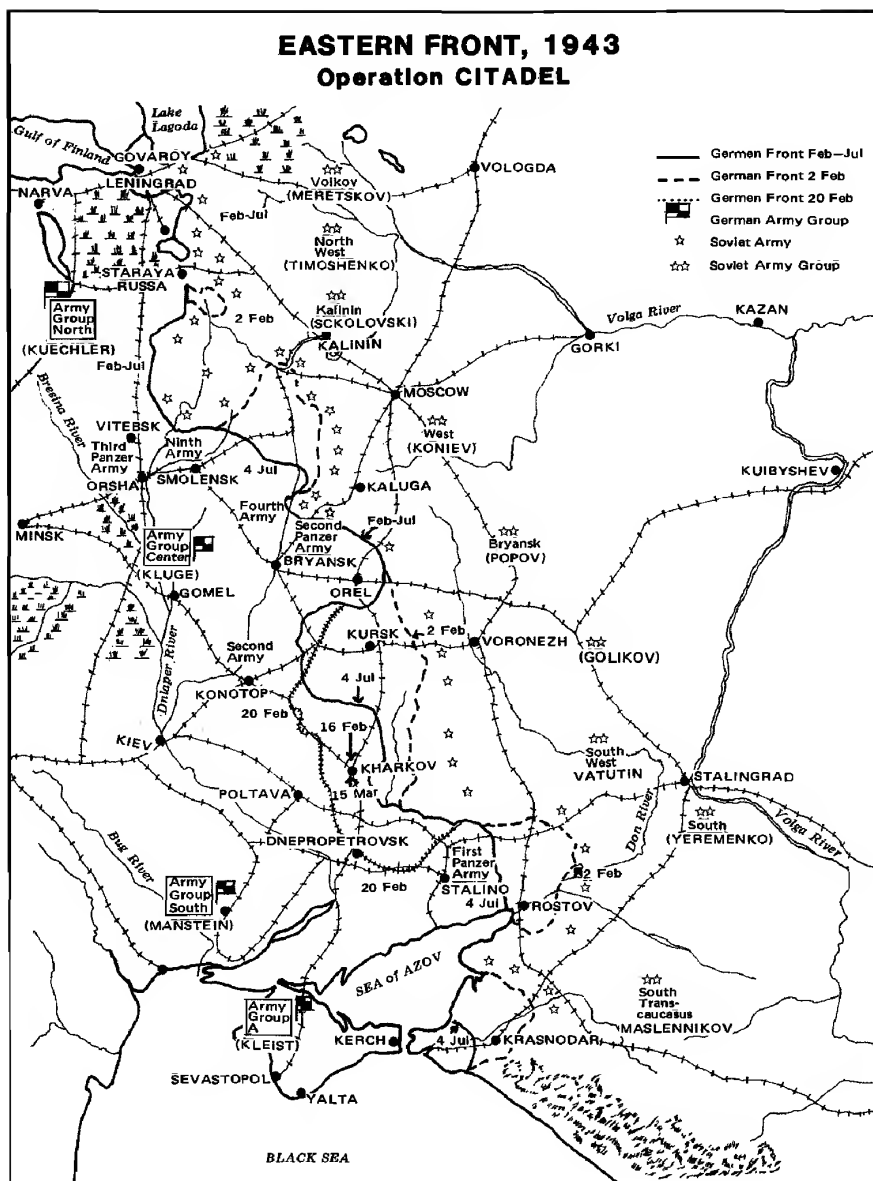 EASTERN FRONT, 1943
Operation CITADEL
Lake
Lagoda
Gulf of Finland
GOVARDY
LENINGRAD
NARVA
Volkov
(MERETSKOV)
VOLOGDA
Germen Front Feb–Jul
German Front 2 Feb
Germen Front 20 Feb
German Army Group
Soviet Army
Soviet Army Group
Feb-Jul
North
West
(TIMOSHENKO)
STARAYA
RUSSA
Army
Group
North
(KUECHLER)
2 Feb
Kalinin
(SCKOLOVSKI)
KALININ
Volga River
KAZAN
GORKI
Feb-Jul
Bresina River
MOSCOW
VITEBSK
Third
Panzer
Army
Ninth
Army
4 Jul
West
(KONIEV)
ORSHA
SMOLENSK
KALUGA
KUIBYSHEV
Fourth
Army
Second
Panzer
Army
Feb-Jul
MINSK
Army
Group
Center
(KLUGE)
BRYANSK
OREL
Bryansk
(POPOV)
GOMEL
Dniaper River
Second
Army
KURSK
2 Feb
VORONEZH
(GOLIKOV)
KONOTOP
4 Jul
20 Feb
16 Feb
KIEV
KHARKOV
15 Mar
South
West
VATUTIN
STALINGRAD
POLTAVA
Don River
Volga River
South
(YEREMENKO)
Bug River
DNEPROPETROVSK
First
Panzer
Army
STALINO
20 Feb
4 Jul
2 Feb
ROSTOV
Army
Group
South
(MANSTEIN)
SEA of AZOV
South
Trans-
caucasus
MASLENNIKOV
Army
Group
A
(KLEIST)
KERCH
4 Jul
KRASNODAR
SEVASTOPOL
YALTA
BLACK SEA